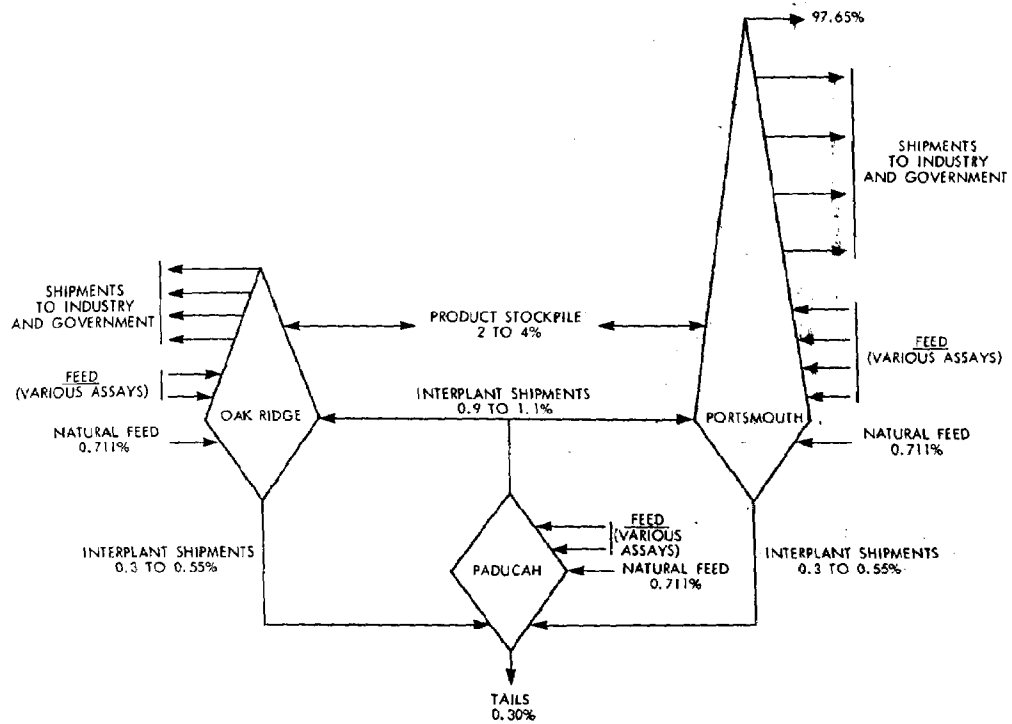 97.65%
SHIPMENTS
TO INDUSTRY
AND GOVERNMENT
SHIPMENTS
TO INDUSTRY
AND GOVERNMENT
PRODUCT STOCKPILE
2 TO 4%
FEED
(VARIOUS ASSAYS)
FEED
(VARIOUS ASSAYS)
INTERPLANT SHIPMENTS
0.9 TO 1.1%
OAK RIDGE
PORTSMOUTH
NATURAL FEED
0.711%
NATURAL FEED
0.711%
FEED
(VARIOUS
ASSAYS)
INTERPLANT SHIPMENTS
0.3 TO 0.55%
PADUCAH
NATURAL FEED
0.711%
INTERPLANT SHIPMENTS
0.3 TO 0.55%
TAILS
0.30%